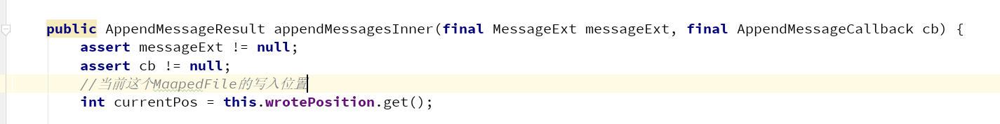 public AppendMessageResult appendMessagesInner(final MessageExt messageExt, final AppendMessageCallback cb) {
assert messageExt != null;
assert cb != null;
//当前这个MaapedFile的写入位置
int currentPos = this.wrotePosition.get();